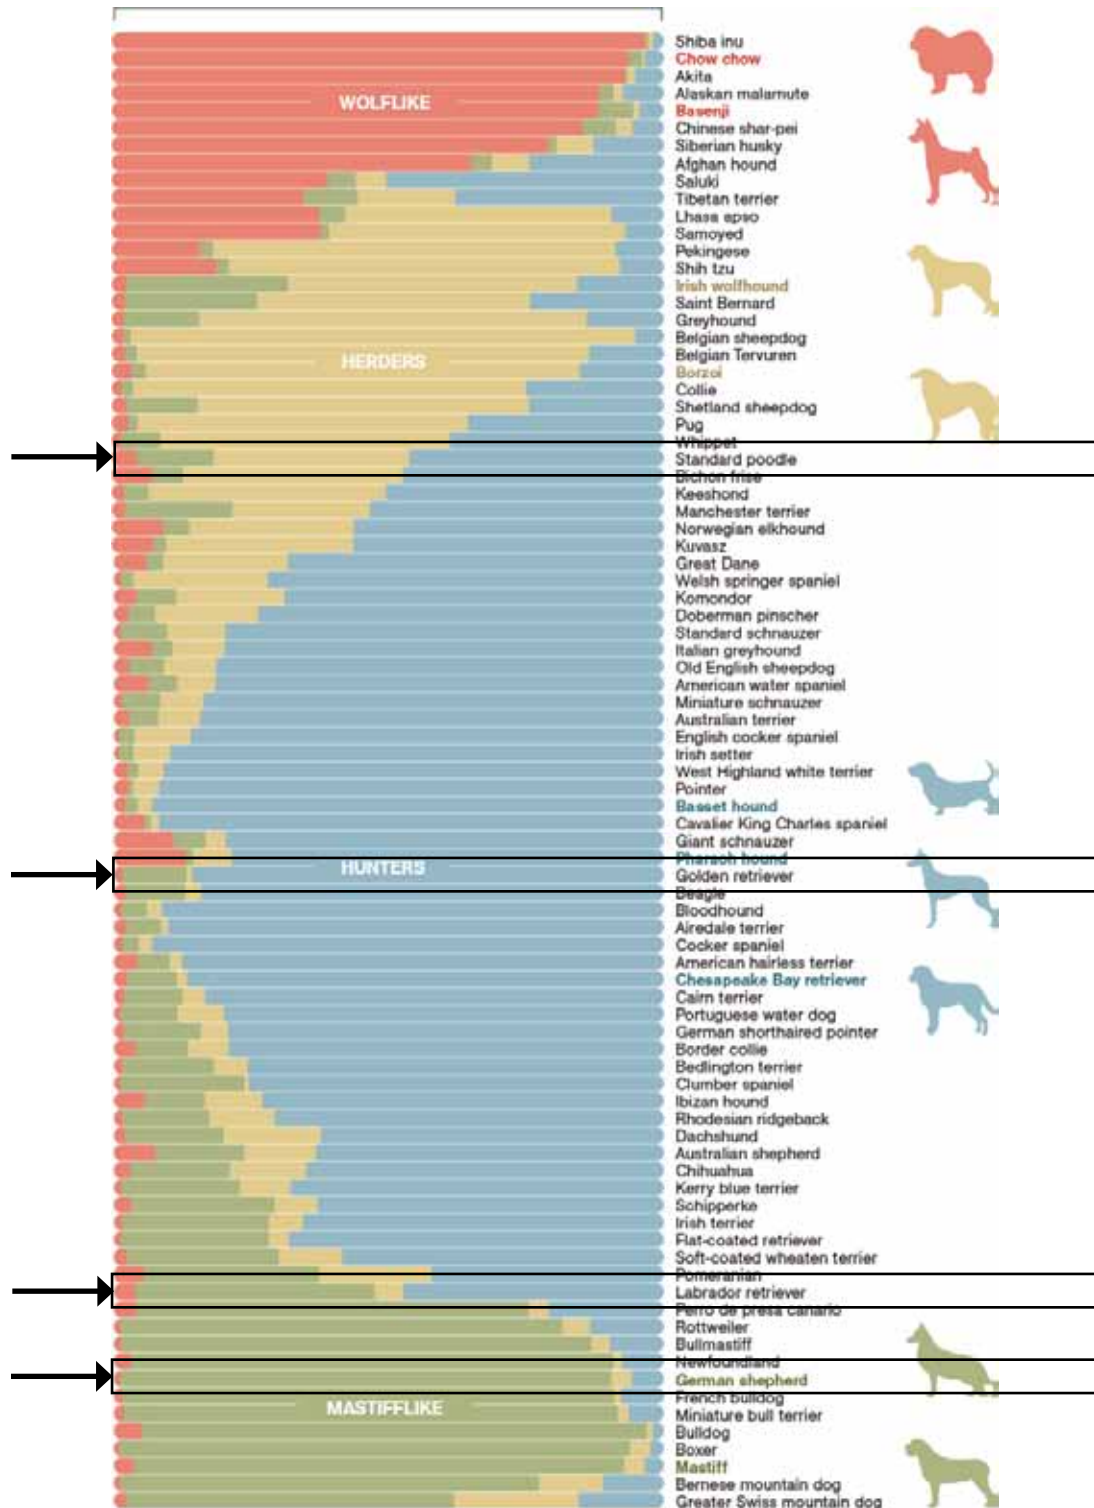 Shiba inu
Chow chow
Akita
Alaskan malamute
WOLFLIKE
Basenji
Chinese shar-pei
Siberian husky
Afghan hound
Saluki
Tibetan terrier
Lhasa apso
Samoyed
Pekingese
Shih tzu
Irish wolfhound
Saint Bernard
Greyhound
Belgian sheepdog
Belgian Tervuren
HERDERS
Borzoi
Collie
Shetland sheepdog
Pug
Whippet
Standard poodle
Bichon frise
Keeshond
Manchester terrier
Norwegian elkhound
Kuvasz
Great Dane
Welsh springer spaniel
Komondor
Doberman pinscher
Standard schnauzer
Italian greyhound
Old English sheepdog
American water spaniel
Miniature schnauzer
Australian terrier
English cocker spaniel
Irish setter
West Highland white terrier
Pointer
Basset hound
Cavalier King Charles spaniel
Giant schnauzer
Pharaoh hound
HUNTERS
Golden retriever
Beagle
Bloodhound
Airedale terrier
Cocker spaniel
American hairless terrier
Chesapeake Bay retriever
Cairn terrier
Portuguese water dog
German shorthaired pointer
Border collie
Bedlington terrier
Clumber spaniel
Ibizan hound
Rhodesian ridgeback
Dachshund
Australian shepherd
Chihuahua
Kerry blue terrier
Schipperke
Irish terrier
Flat-coated retriever
Soft-coated wheaten terrier
Pomeranian
Labrador retriever
Perro de presa canario
Rottweiler
Bullmastiff
Newfoundland
German shepherd
French bulldog
MASTIFFLIKE
Miniature bull terrier
Bulldog
Boxer
Mastiff
Bernese mountain dog
Greater Swiss mountain dog